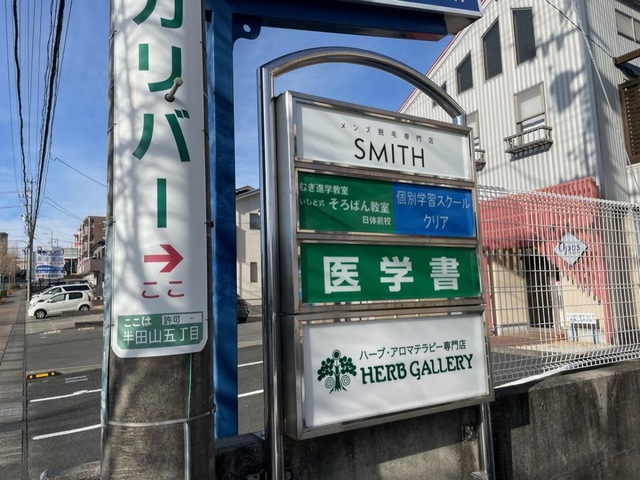 ガリバー
ここ
ここは 許可
半田山五丁目
メンズ脱毛専門店
SMITH
むぎ進学教室
いしど式 そろばん教室
日体前校
個別学習スクール
クリア
医学書
ハーブ・アロマテラピー専門店
HERB GALLERY
Opus